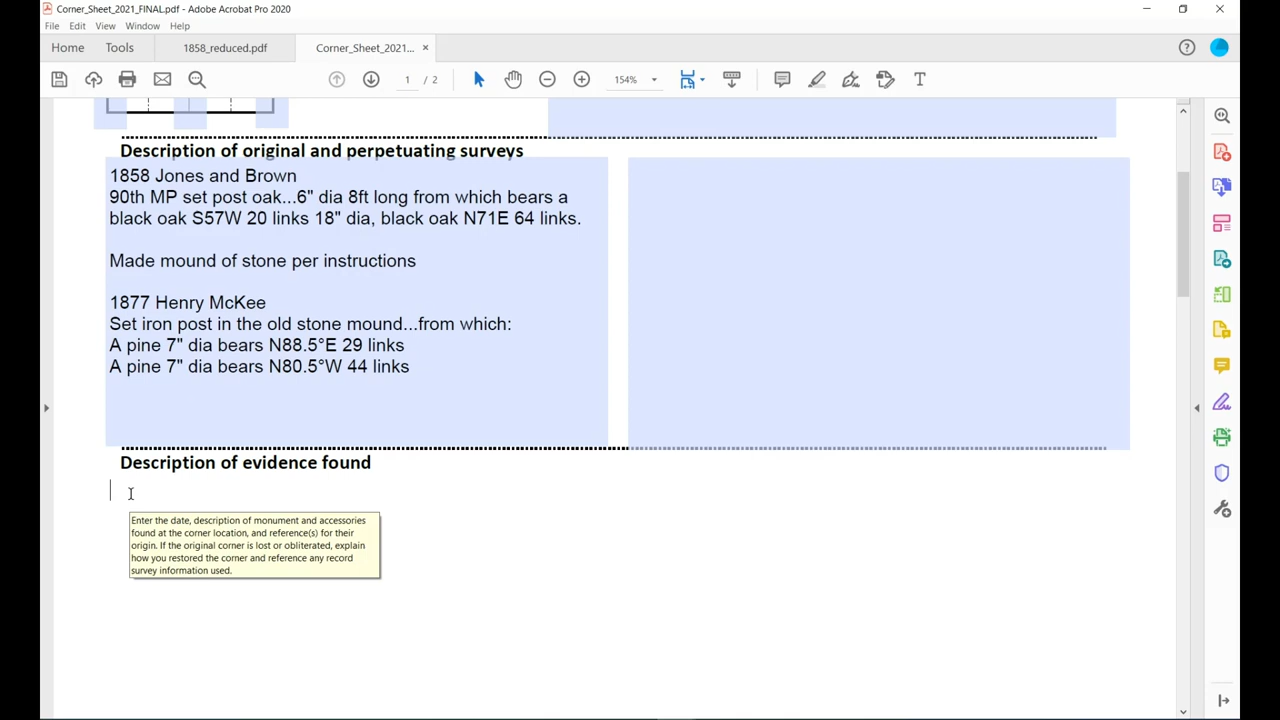 Corner_Sheet_2021_FINAL.pdf - Adobe Acrobat Pro 2020
File Edit View Window Help
Home Tools 1858_reduced.pdf Corner_Sheet_2021... ×
1 / 2 154%
Description of original and perpetuating surveys
1858 Jones and Brown
90th MP set post oak...6" dia 8ft long from which bears a
black oak S57W 20 links 18" dia, black oak N71E 64 links.
Made mound of stone per instructions
1877 Henry McKee
Set iron post in the old stone mound...from which:
A pine 7" dia bears N88.5°E 29 links
A pine 7" dia bears N80.5°W 44 links
Description of evidence found
Enter the date, description of monument and accessories
found at the corner location, and reference(s) for their
origin. If the original corner is lost or obliterated, explain
how you restored the corner and reference any record
survey information used.